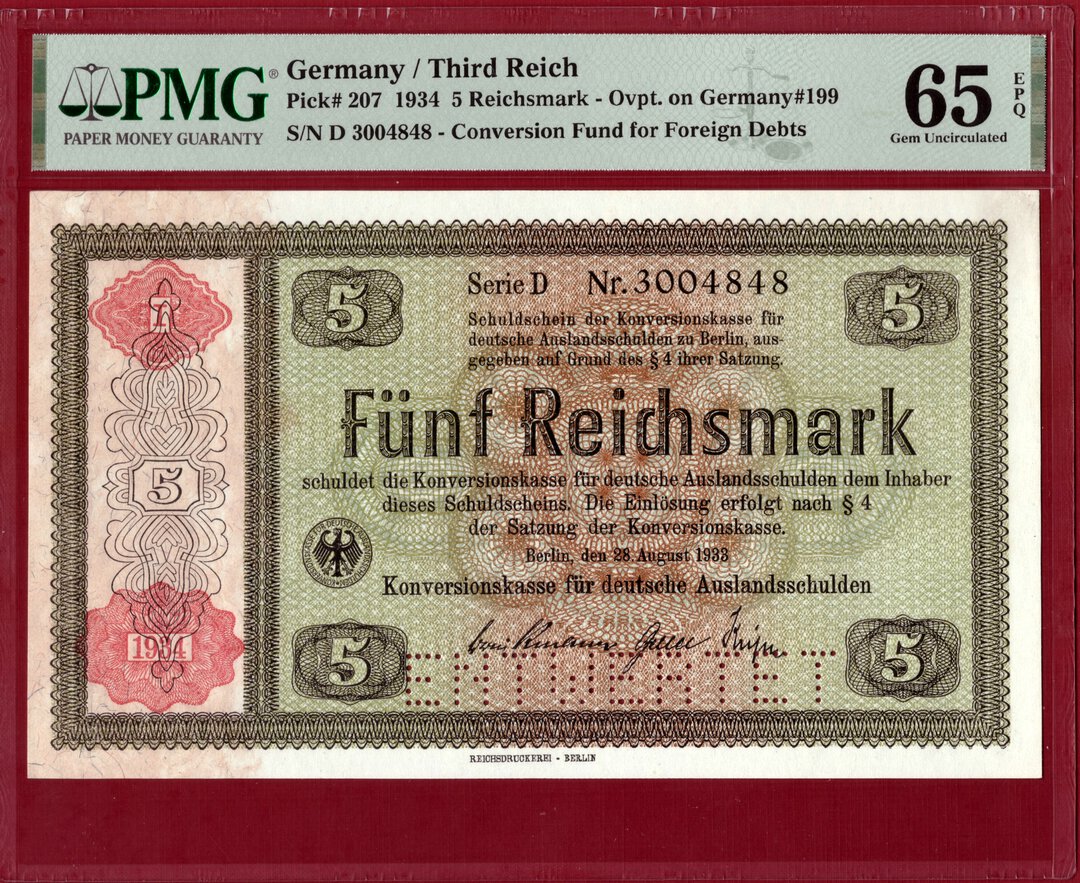 PMG®
PAPER MONEY GUARANTY
Germany / Third Reich
Pick# 207 1934 5 Reichsmark - Ovpt. on Germany#199
S/N D 3004848 - Conversion Fund for Foreign Debts
65
EPQ
Gem Uncirculated
5
Serie D Nr. 3004848
5
Schuldschein der Konversionskasse für
deutsche Auslandsschulden zu Berlin, aus-
gegeben auf Grund des § 4 ihrer Satzung.
Fünf Reichsmark
schuldet die Konversionskasse für deutsche Auslandsschulden dem Inhaber
dieses Schuldscheins. Die Einlösung erfolgt nach § 4
der Satzung der Konversionskasse.
Berlin, den 28. August 1933
Konversionskasse für deutsche Auslandsschulden
5
1934
5
5
ENTWERTET
REICHSDRUCKEREI - BERLIN